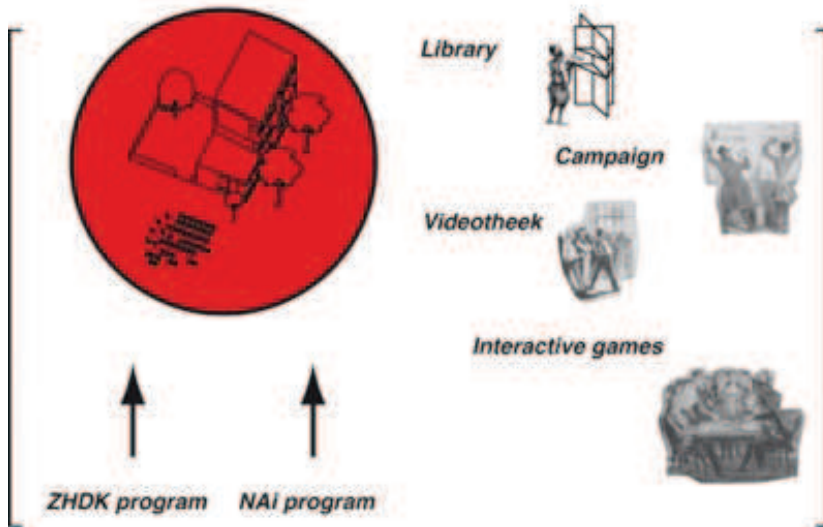 Library
Campaign
Videotheek
Interactive games
ZHDK program
NAi program